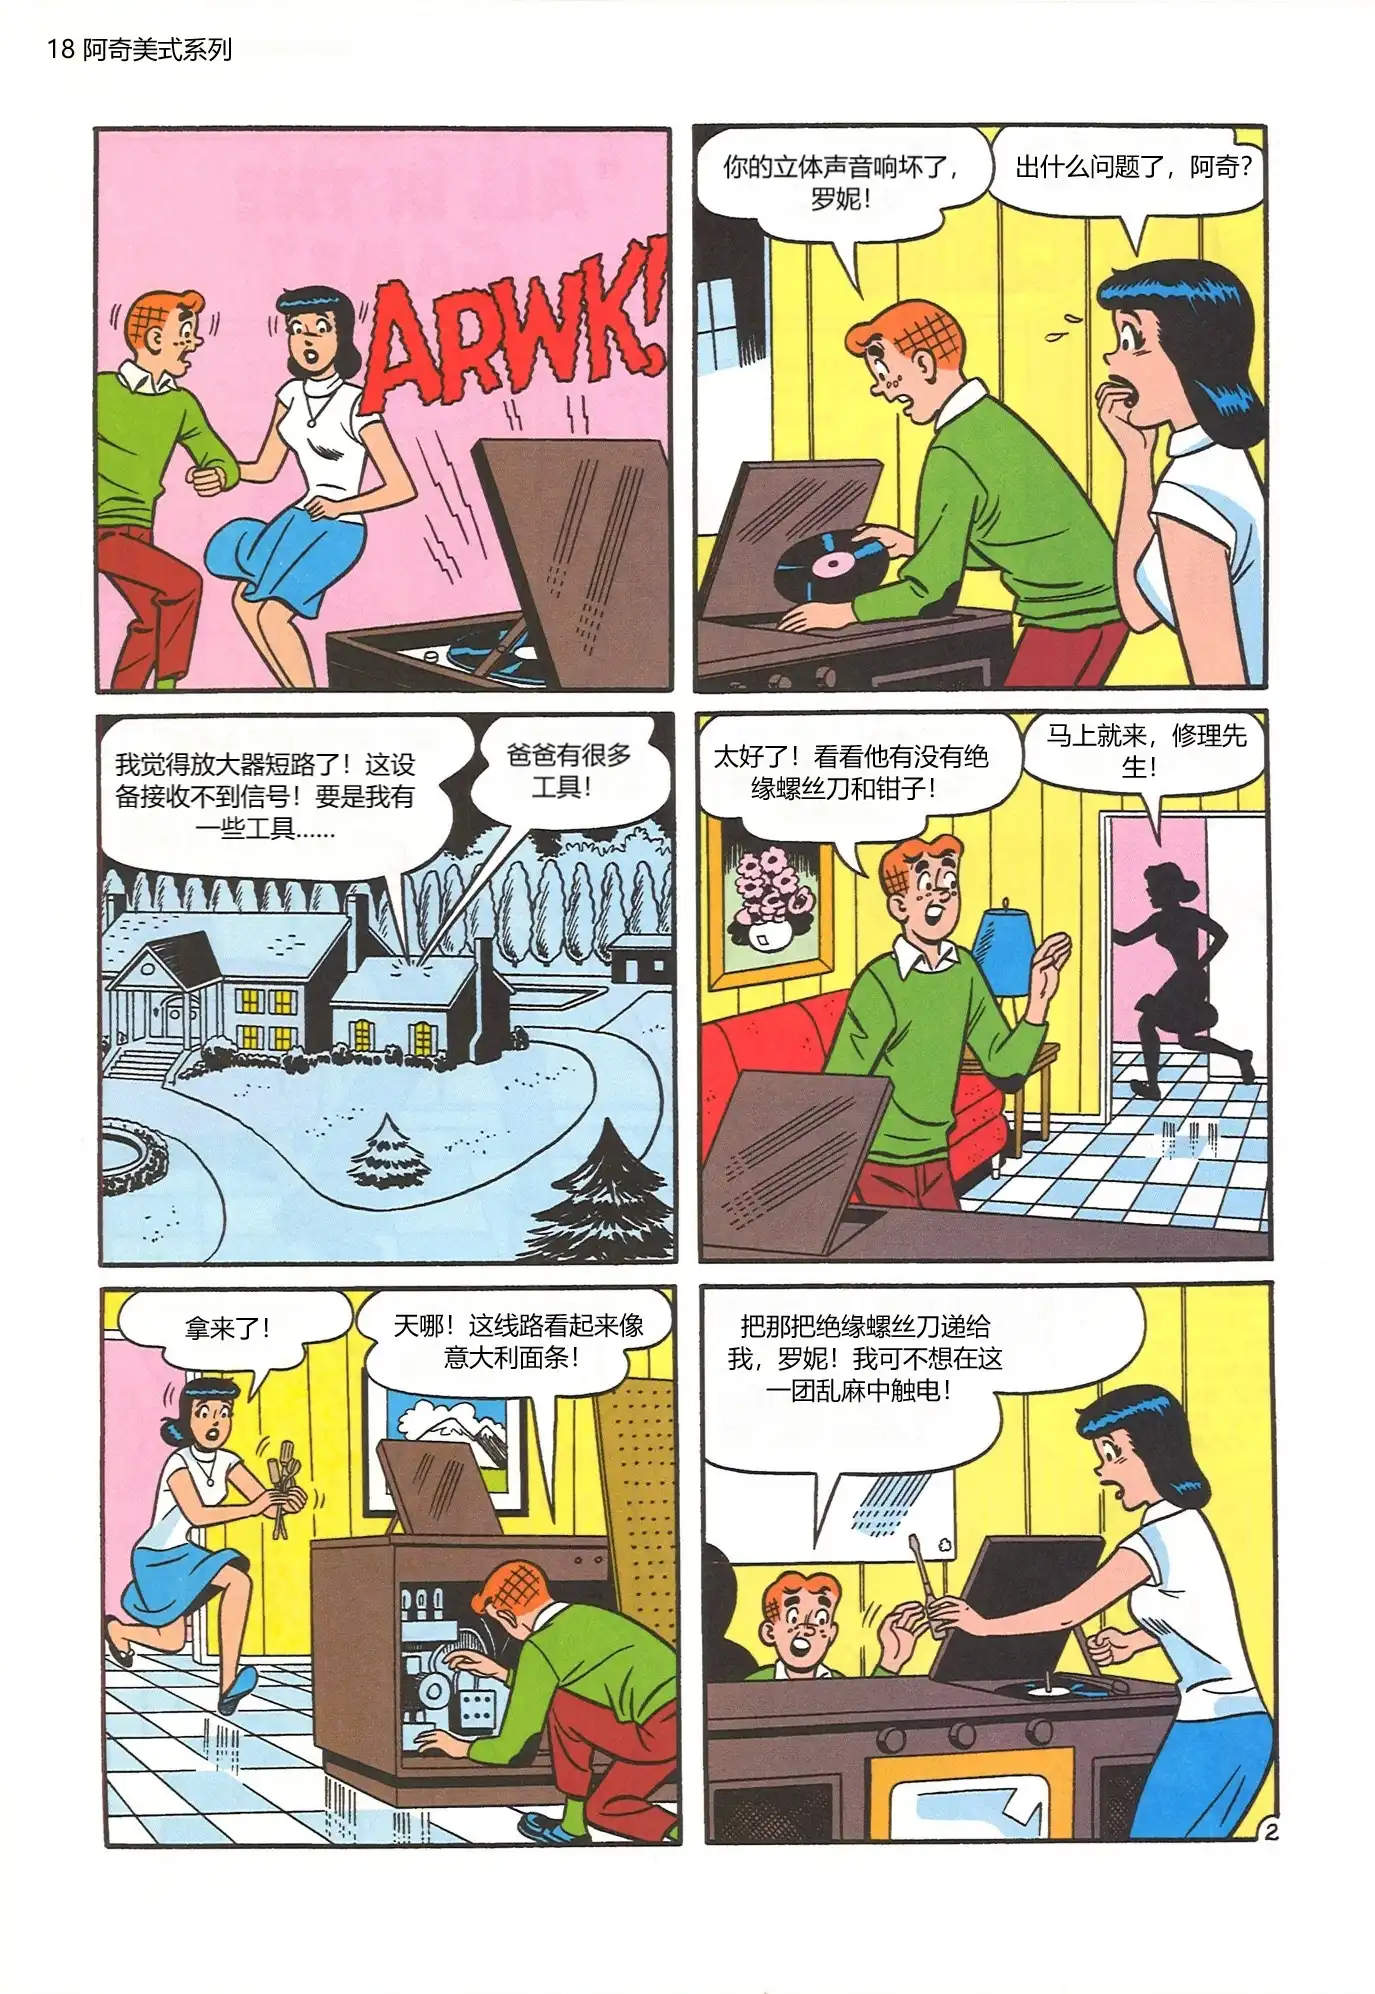 18 阿奇美式系列
ARWK!
你的立体声音响坏了，
罗妮！
出什么问题了，阿奇？
我觉得放大器短路了！这设
备接收不到信号！要是我有
一些工具……
爸爸有很多
工具！
太好了！看看他有没有绝
缘螺丝刀和钳子！
马上就来，修理先
生！
拿来了！
天哪！这线路看起来像
意大利面条！
把那把绝缘螺丝刀递给
我，罗妮！我可不想在这
一团乱麻中触电！
2